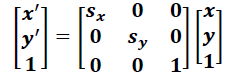 [x'] [s_x 0 0] [x]
[y'] = [0 s_y 0] [y]
[1] [0 0 1] [1]